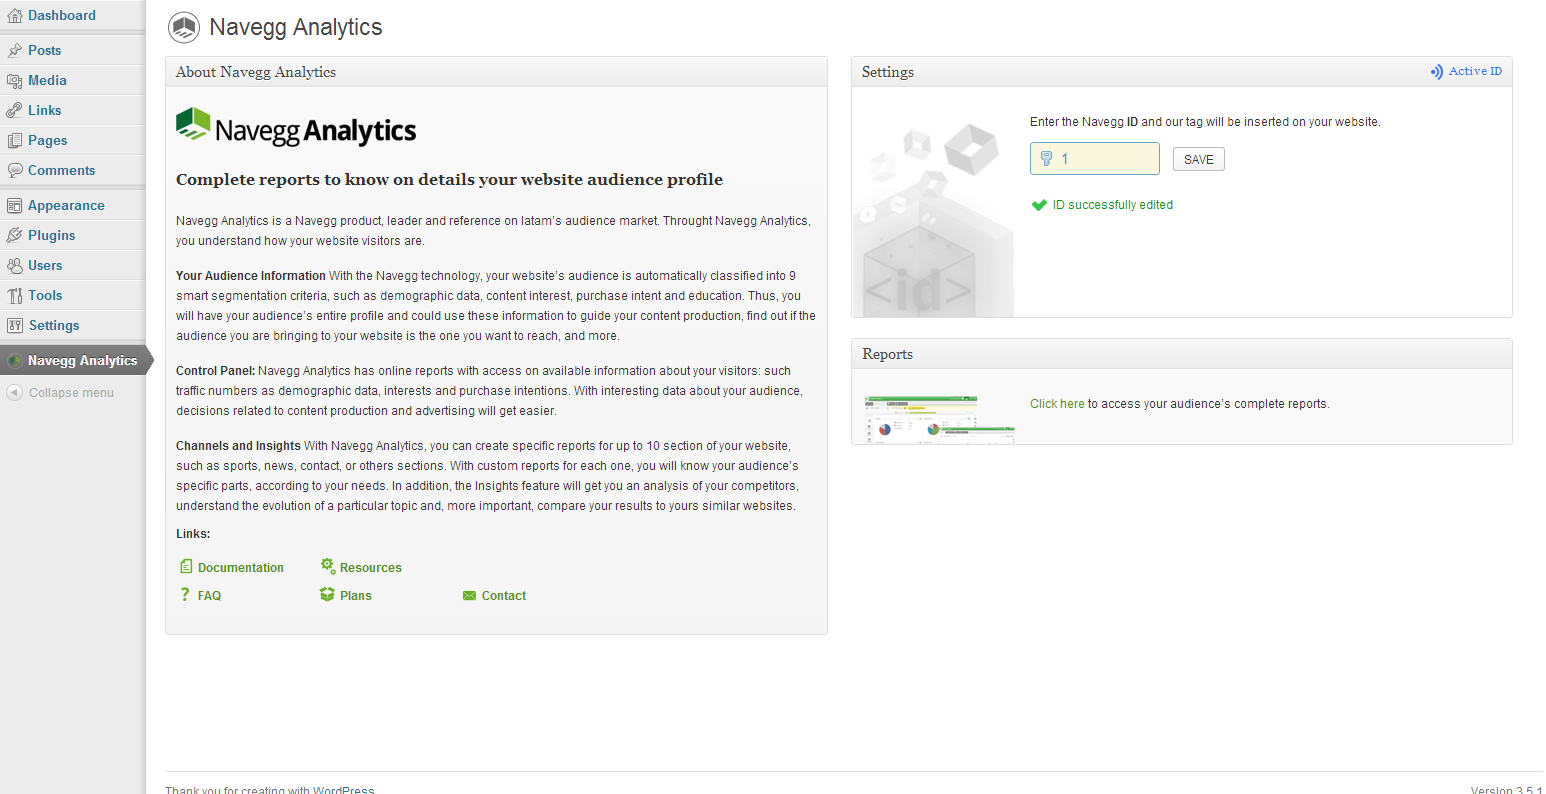 Dashboard
Posts
Media
Links
Pages
Comments
Appearance
Plugins
Users
Tools
Settings
Navegg Analytics
Collapse menu
Navegg Analytics
About Navegg Analytics
Navegg Analytics
Complete reports to know on details your website audience profile
Navegg Analytics is a Navegg product, leader and reference on latam's audience market. Throught Navegg Analytics,
you understand how your website visitors are.
Your Audience Information With the Navegg technology, your website's audience is automatically classified into 9
smart segmentation criteria, such as demographic data, content interest, purchase intent and education. Thus, you
will have your audience's entire profile and could use these information to guide your content production, find out if the
audience you are bringing to your website is the one you want to reach, and more.
Control Panel: Navegg Analytics has online reports with access on available information about your visitors: such
traffic numbers as demographic data, interests and purchase intentions. With interesting data about your audience,
decisions related to content production and advertising will get easier.
Channels and Insights With Navegg Analytics, you can create specific reports for up to 10 section of your website,
such as sports, news, contact, or others sections. With custom reports for each one, you will know your audience's
specific parts, according to your needs. In addition, the Insights feature will get you an analysis of your competitors,
understand the evolution of a particular topic and, more important, compare your results to yours similar websites.
Links:
Documentation
Resources
FAQ
Plans
Contact
Settings
Active ID
Enter the Navegg ID and our tag will be inserted on your website.
1
SAVE
ID successfully edited
<id>
Reports
Click here to access your audience's complete reports.
Thank you for creating with WordPress
Version 3.5.1